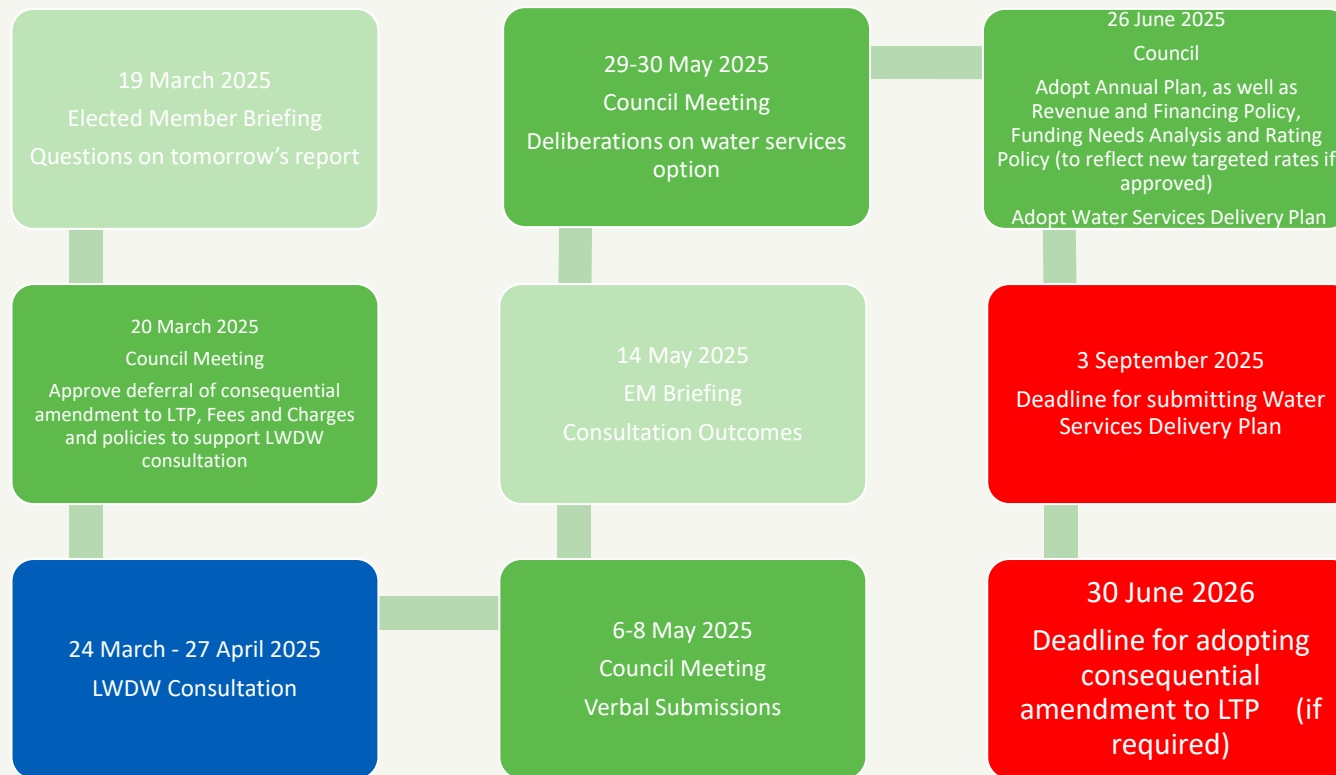 19 March 2025
Elected Member Briefing
Questions on tomorrow's report
20 March 2025
Council Meeting
Approve deferral of consequential
amendment to LTP, Fees and Charges
and policies to support LWDW
consultation
24 March - 27 April 2025
LWDW Consultation
6-8 May 2025
Council Meeting
Verbal Submissions
14 May 2025
EM Briefing
Consultation Outcomes
29-30 May 2025
Council Meeting
Deliberations on water services
option
26 June 2025
Council
Adopt Annual Plan, as well as
Revenue and Financing Policy,
Funding Needs Analysis and Rating
Policy (to reflect new targeted rates if
approved)
Adopt Water Services Delivery Plan
3 September 2025
Deadline for submitting Water
Services Delivery Plan
30 June 2026
Deadline for adopting
consequential
amendment to LTP (if
required)